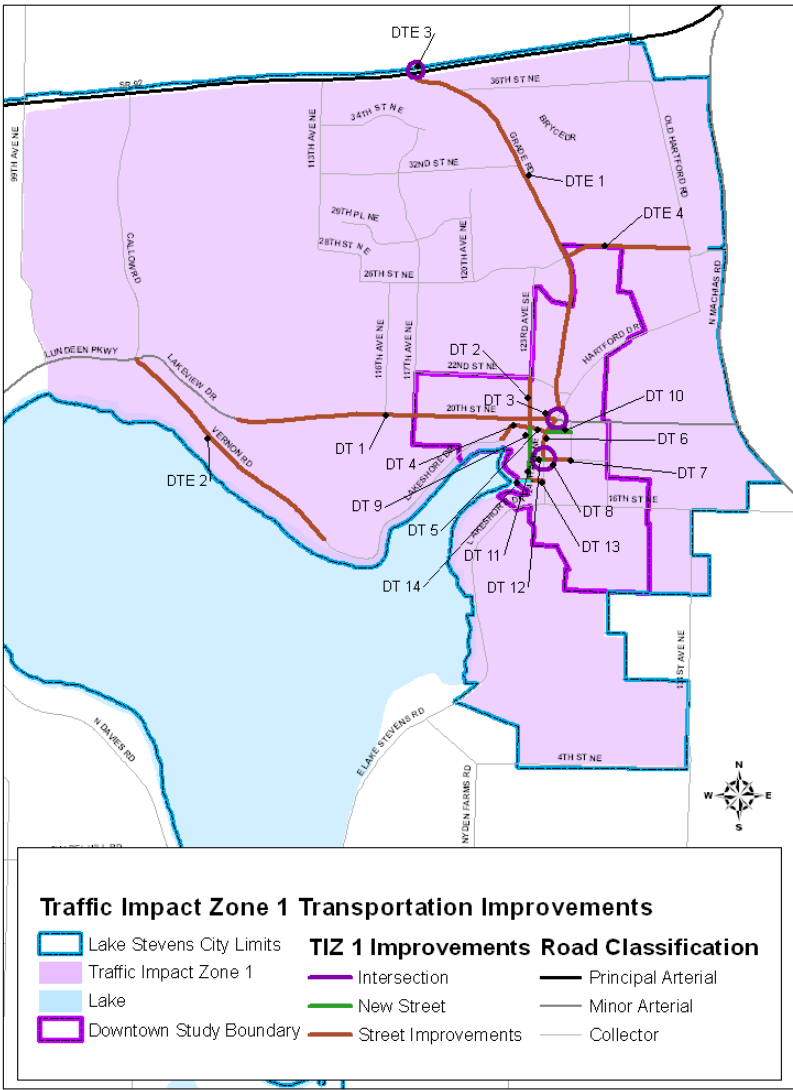 DTE 3
SR 92
36TH ST NE
99TH AVE NE
113TH AVE NE
34TH ST NE
GRADE RD
BRYCE DR
OLD HARTFORD RD
32ND ST NE
DTE 1
29TH PL NE
28TH ST NE
120TH AVE NE
DTE 4
CALLOW RD
26TH ST NE
123RD AVE SE
N MACHIAS RD
116TH AVE NE
117TH AVE NE
HARTFORD DR
LUNDEEN PKWY
LAKEVIEW DR
DT 2
22ND ST NE
DT 3
DT 10
20TH ST NE
DT 1
DT 6
VERNON RD
DT 4
LAKESHORE DR
DT 7
DTE 2
DT 9
16TH ST NE
DT 8
DT 5
DT 11
DT 13
DT 14
DT 12
131ST AVE NE
N DAVIES RD
E LAKE STEVENS RD
4TH ST NE
NYDEN FARMS RD
N
W
E
S
Traffic Impact Zone 1 Transportation Improvements
Lake Stevens City Limits
Traffic Impact Zone 1
Lake
Downtown Study Boundary
TIZ 1 Improvements
Intersection
New Street
Street Improvements
Road Classification
Principal Arterial
Minor Arterial
Collector